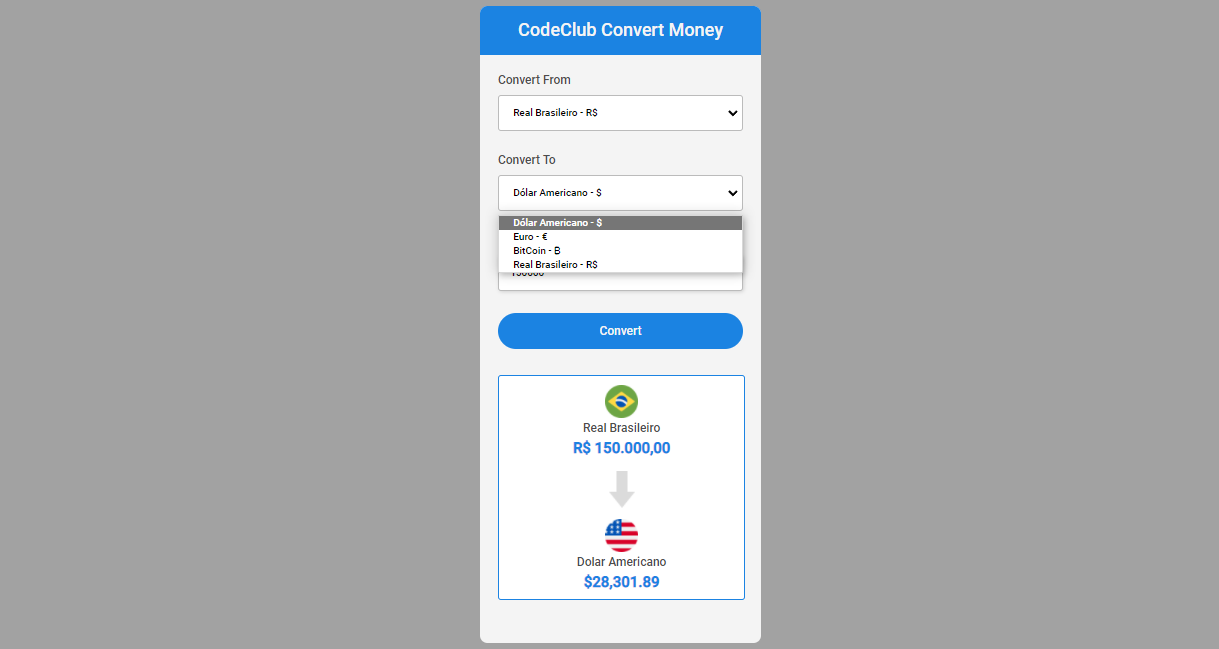 CodeClub Convert Money
Convert From
Real Brasileiro - R$
Convert To
Dólar Americano - $
Dólar Americano - $
Euro - €
BitCoin - ₿
Real Brasileiro - R$
150000
Convert
Real Brasileiro
R$ 150.000,00
Dolar Americano
$28,301.89